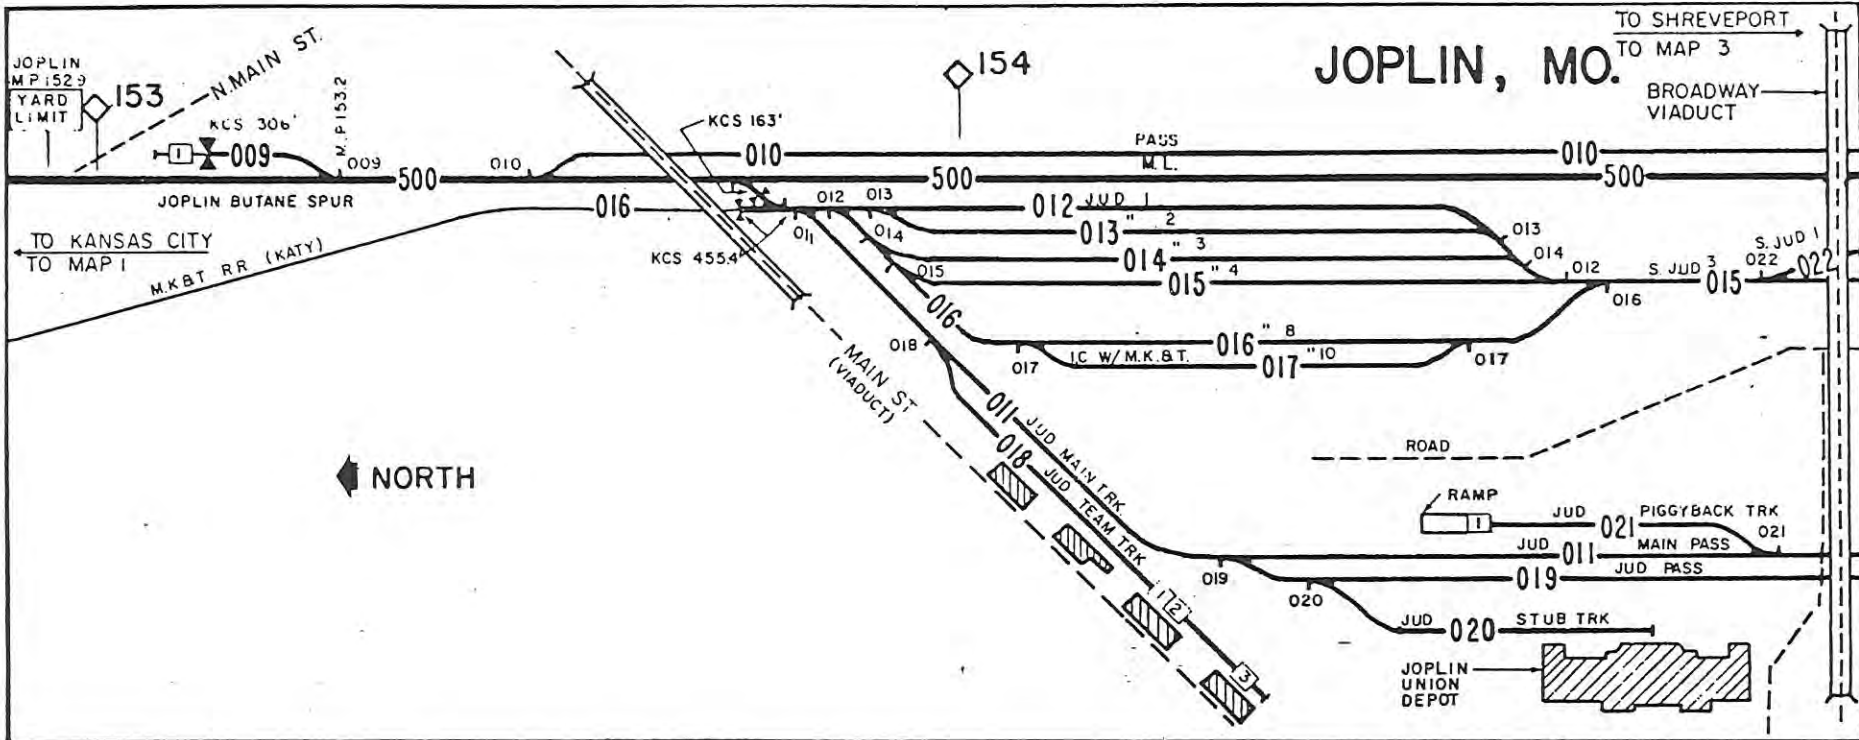 JOPLIN, MO.
TO SHREVEPORT
TO MAP 3
BROADWAY
VIADUCT
JOPLIN
M P 152 9
YARD
LIMIT
153
N. MAIN ST.
KCS 306'
M.P. 153.2
1
009
009
500
010
JOPLIN BUTANE SPUR
016
TO KANSAS CITY
TO MAP 1
M.K.&T. RR (KATY)
KCS 163'
KCS 455.4'
154
PASS
010
M.L.
010
500
500
012
013
JUD 1
012
" 2
013
" 3
014
" 4
015
011
014
015
016
013
014
012
016
S. JUD 3
015
S. JUD 1
022
022
" 8
016
I.C W/ M.K.&T.
" 10
017
017
017
018
MAIN ST
(VIADUCT)
011 JUD MAIN TRK.
018 JUD TEAM TRK
1
2
3
NORTH
ROAD
RAMP
1
JUD 021 PIGGYBACK TRK
021
JUD 011 MAIN PASS
019 JUD PASS
019
020
JUD 020 STUB TRK
JOPLIN
UNION
DEPOT